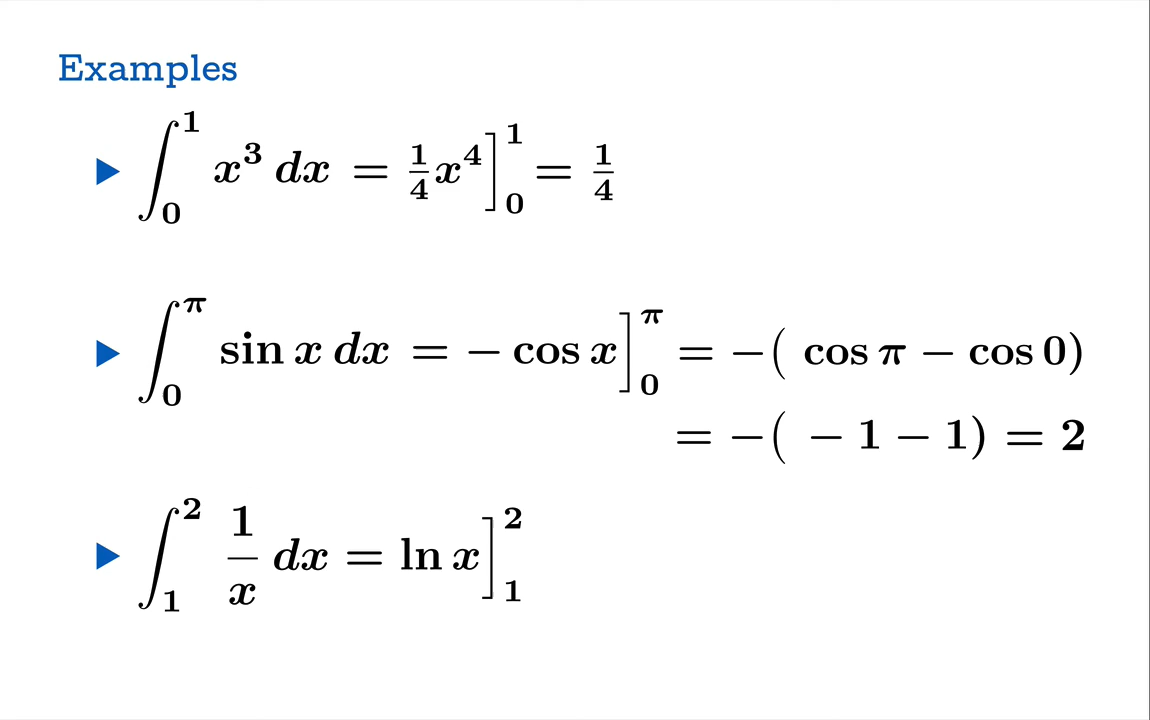 Examples
▶ ∫₀¹ x³ dx = ¼x⁴]₀¹ = ¼
▶ ∫₀^π sin x dx = − cos x]₀^π = −( cos π − cos 0)
= −( − 1 − 1) = 2
▶ ∫₁² 1/x dx = ln x]₁²